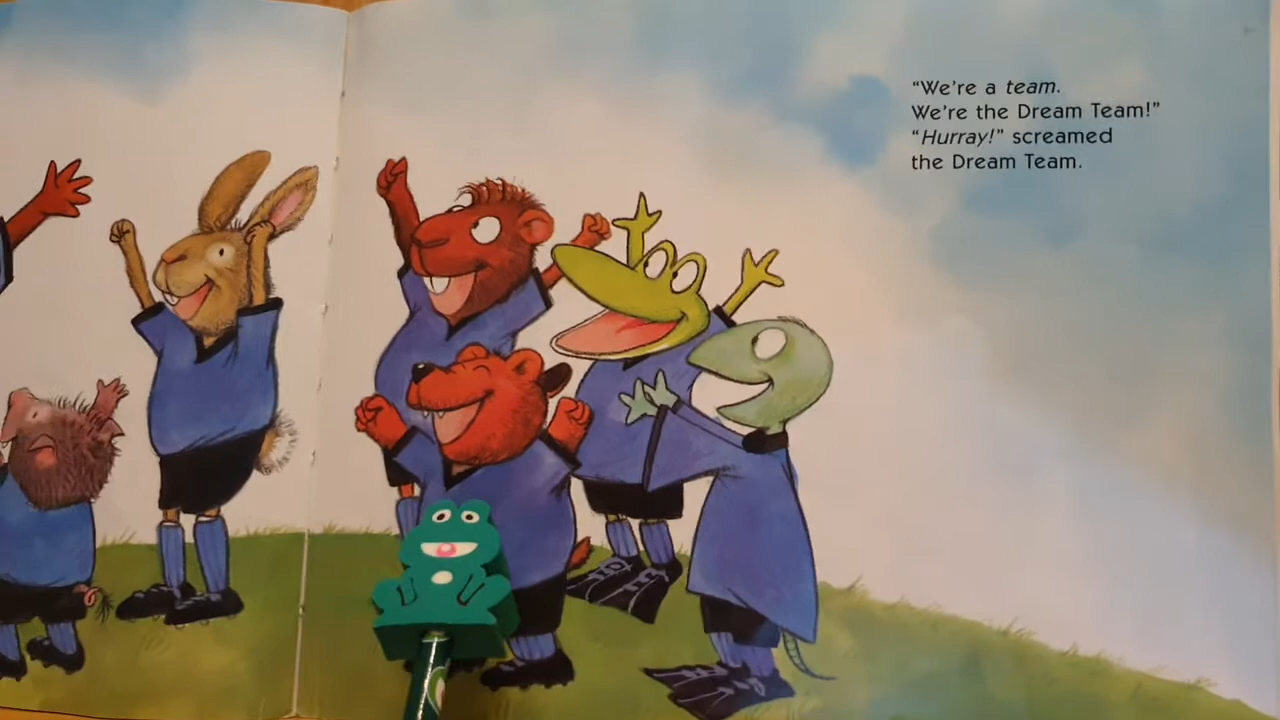 “We’re a team.
We’re the Dream Team!”
“Hurray!” screamed
the Dream Team.